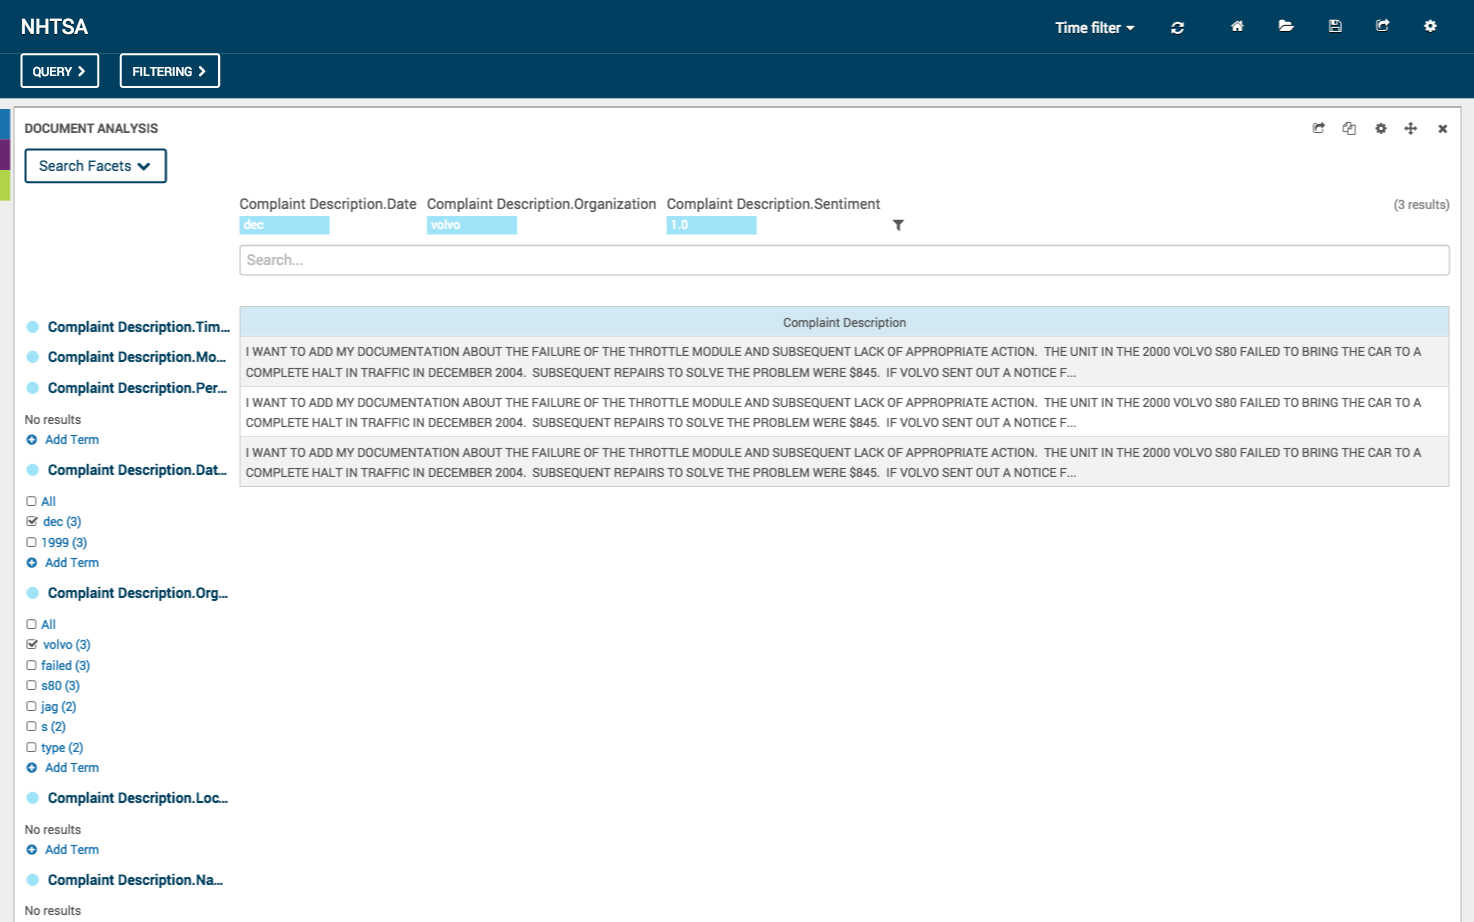 NHTSA
Time filter
QUERY
FILTERING
DOCUMENT ANALYSIS
Search Facets
Complaint Description.Date Complaint Description.Organization Complaint Description.Sentiment (3 results)
dec volvo 1.0
Search...
Complaint Description.Tim...
Complaint Description.Mo...
Complaint Description.Per...
No results
Add Term
Complaint Description.Dat...
All
dec (3)
1999 (3)
Add Term
Complaint Description.Org...
All
volvo (3)
failed (3)
s80 (3)
jag (2)
s (2)
type (2)
Add Term
Complaint Description.Loc...
No results
Add Term
Complaint Description.Na...
No results
Complaint Description
I WANT TO ADD MY DOCUMENTATION ABOUT THE FAILURE OF THE THROTTLE MODULE AND SUBSEQUENT LACK OF APPROPRIATE ACTION. THE UNIT IN THE 2000 VOLVO S80 FAILED TO BRING THE CAR TO A
COMPLETE HALT IN TRAFFIC IN DECEMBER 2004. SUBSEQUENT REPAIRS TO SOLVE THE PROBLEM WERE $845. IF VOLVO SENT OUT A NOTICE F...
I WANT TO ADD MY DOCUMENTATION ABOUT THE FAILURE OF THE THROTTLE MODULE AND SUBSEQUENT LACK OF APPROPRIATE ACTION. THE UNIT IN THE 2000 VOLVO S80 FAILED TO BRING THE CAR TO A
COMPLETE HALT IN TRAFFIC IN DECEMBER 2004. SUBSEQUENT REPAIRS TO SOLVE THE PROBLEM WERE $845. IF VOLVO SENT OUT A NOTICE F...
I WANT TO ADD MY DOCUMENTATION ABOUT THE FAILURE OF THE THROTTLE MODULE AND SUBSEQUENT LACK OF APPROPRIATE ACTION. THE UNIT IN THE 2000 VOLVO S80 FAILED TO BRING THE CAR TO A
COMPLETE HALT IN TRAFFIC IN DECEMBER 2004. SUBSEQUENT REPAIRS TO SOLVE THE PROBLEM WERE $845. IF VOLVO SENT OUT A NOTICE F...